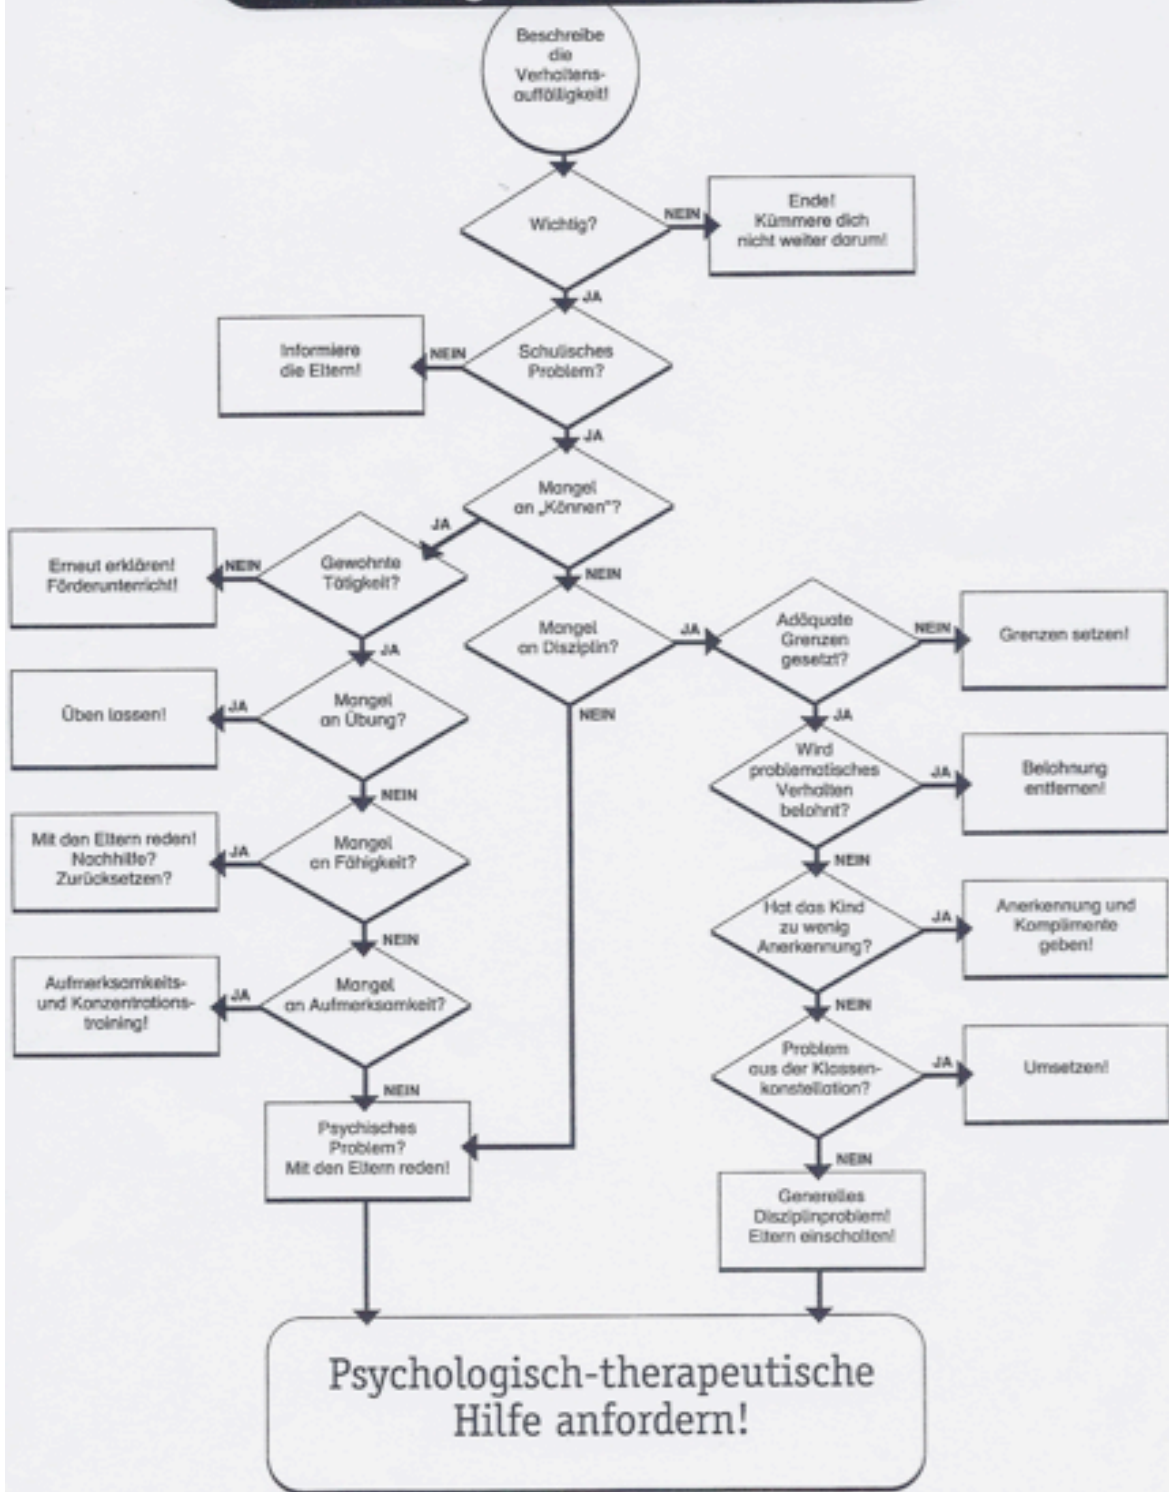 Beschreibe
die
Verhaltens-
auffälligkeit!
Wichtig?
NEIN
Ende!
Kümmere dich
nicht weiter darum!
JA
Informiere
die Eltern!
NEIN
Schulisches
Problem?
JA
Mangel
an „Können“?
JA
NEIN
Erneut erklären!
Förderunterricht!
NEIN
Gewohnte
Tätigkeit?
JA
Mangel
an Disziplin?
JA
NEIN
Adäquate
Grenzen
gesetzt?
NEIN
Grenzen setzen!
JA
Üben lassen!
JA
Mangel
an Übung?
NEIN
Wird
problematisches
Verhalten
belohnt?
JA
Belohnung
entfernen!
NEIN
Mit den Eltern reden!
Nachhilfe?
Zurücksetzen?
JA
Mangel
an Fähigkeit?
NEIN
Hat das Kind
zu wenig
Anerkennung?
JA
Anerkennung und
Komplimente
geben!
NEIN
Aufmerksamkeits-
und Konzentrations-
training!
JA
Mangel
an Aufmerksamkeit?
NEIN
Problem
aus der Klassen-
konstellation?
JA
Umsetzen!
NEIN
Psychisches
Problem?
Mit den Eltern reden!
Generelles
Disziplinproblem!
Eltern einschalten!
Psychologisch-therapeutische
Hilfe anfordern!